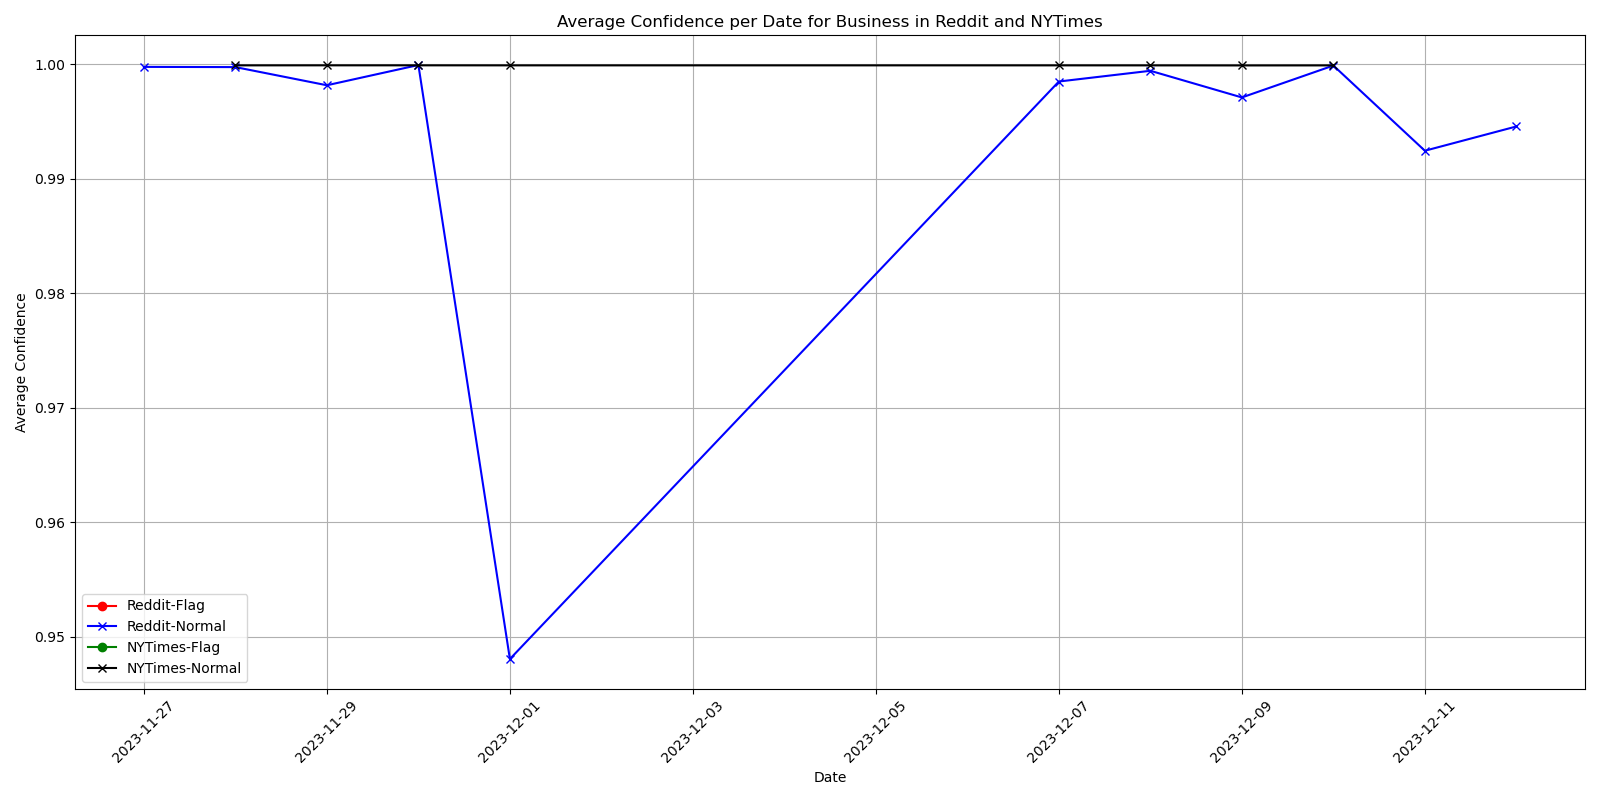 Average Confidence per Date for Business in Reddit and NYTimes
Average Confidence
1.00
0.99
0.98
0.97
0.96
0.95
Reddit-Flag
Reddit-Normal
NYTimes-Flag
NYTimes-Normal
2023-11-27
2023-11-29
2023-12-01
2023-12-03
2023-12-05
2023-12-07
2023-12-09
2023-12-11
Date